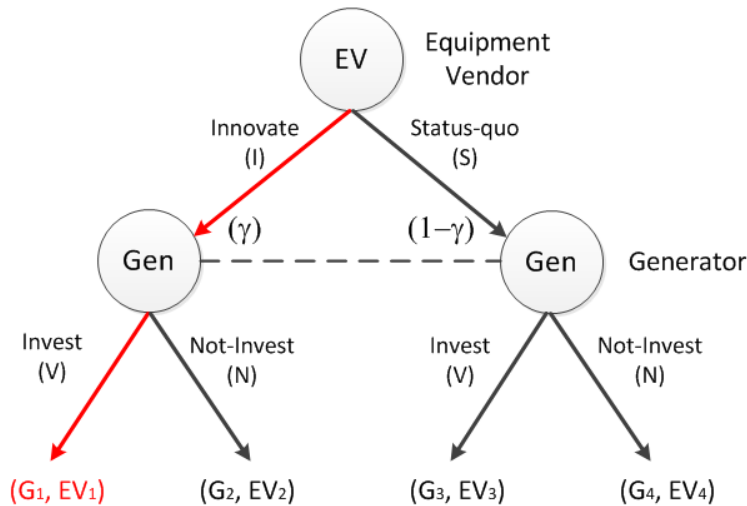 EV
Equipment
Vendor
Innovate
(I)
Status-quo
(S)
(γ)
(1–γ)
Gen
Gen
Generator
Invest
(V)
Not-Invest
(N)
Invest
(V)
Not-Invest
(N)
(G₁, EV₁)
(G₂, EV₂)
(G₃, EV₃)
(G₄, EV₄)